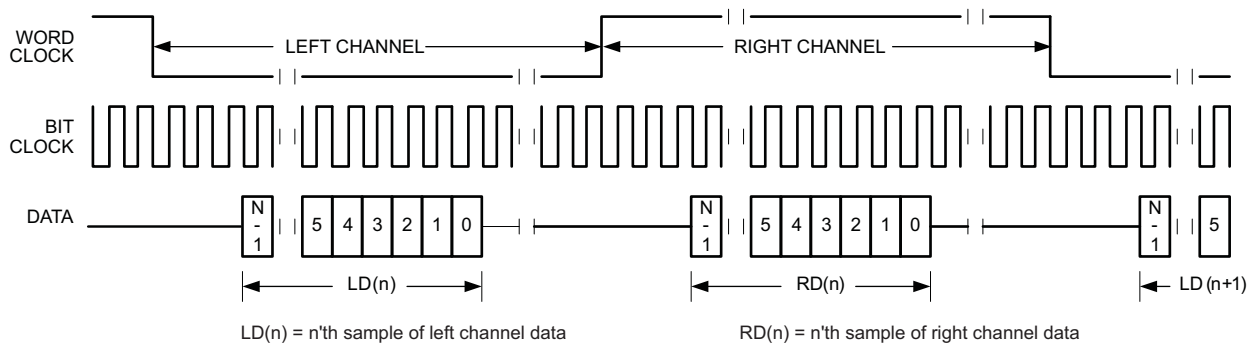 WORD
CLOCK
LEFT CHANNEL
RIGHT CHANNEL
BIT
CLOCK
DATA
N
-
1
5 4 3 2 1 0
N
-
1
5 4 3 2 1 0
N
-
1
5
LD(n)
RD(n)
LD (n+1)
LD(n) = n'th sample of left channel data
RD(n) = n'th sample of right channel data